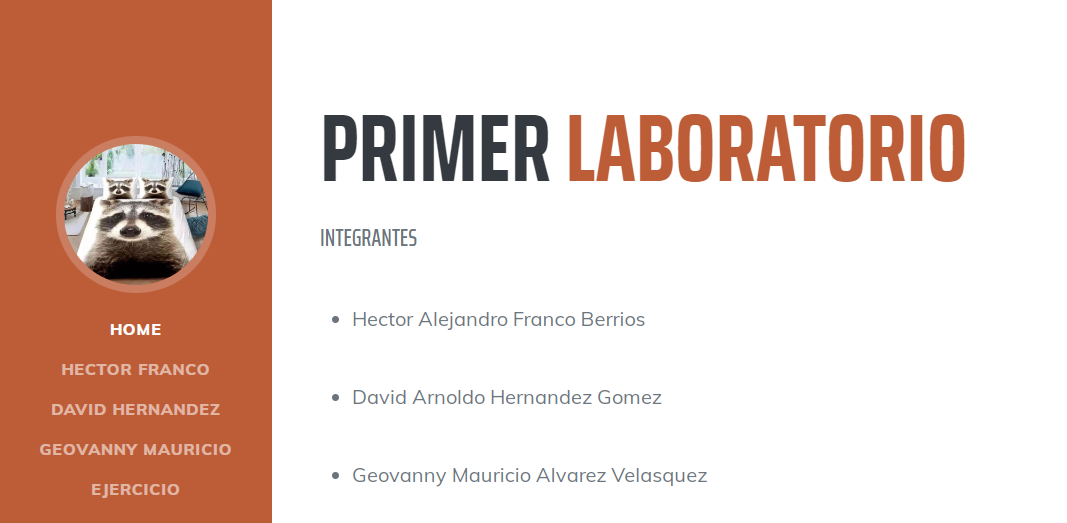 HOME
HECTOR FRANCO
DAVID HERNANDEZ
GEOVANNY MAURICIO
EJERCICIO
PRIMER LABORATORIO
INTEGRANTES
Hector Alejandro Franco Berrios
David Arnoldo Hernandez Gomez
Geovanny Mauricio Alvarez Velasquez